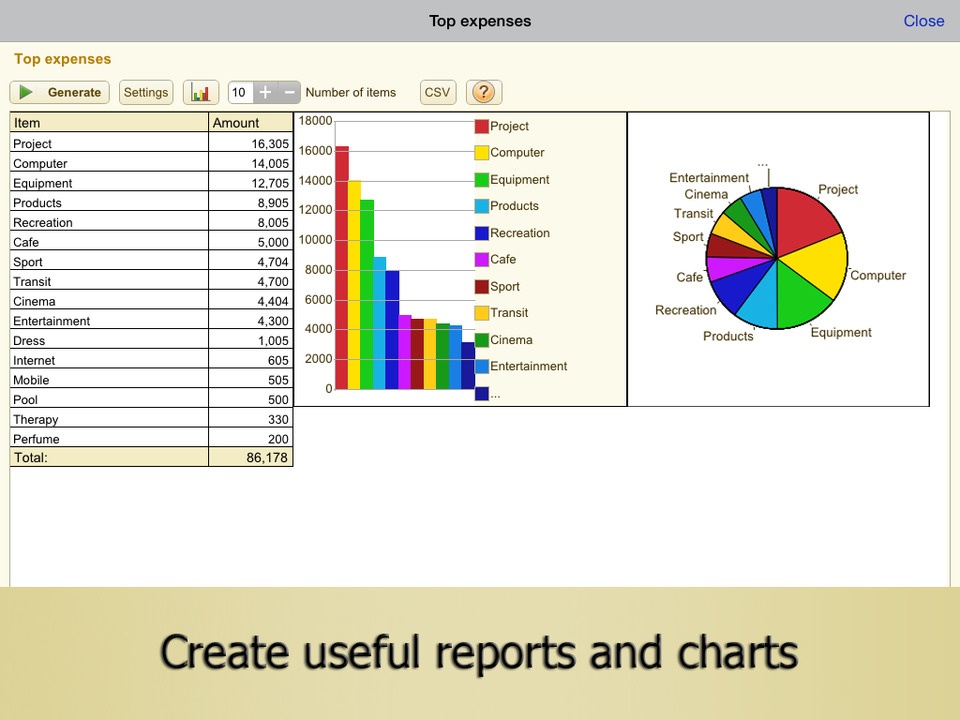 Top expenses
Close
Top expenses
Generate
Settings
10
Number of items
CSV
?
Item Amount
Project 16,305
Computer 14,005
Equipment 12,705
Products 8,905
Recreation 8,005
Cafe 5,000
Sport 4,704
Transit 4,700
Cinema 4,404
Entertainment 4,300
Dress 1,005
Internet 605
Mobile 505
Pool 500
Therapy 330
Perfume 200
Total: 86,178
18000
16000
14000
12000
10000
8000
6000
4000
2000
0
Project
Computer
Equipment
Products
Recreation
Cafe
Sport
Transit
Cinema
Entertainment
...
...
Entertainment
Project
Cinema
Transit
Sport
Computer
Cafe
Recreation
Equipment
Products
Create useful reports and charts